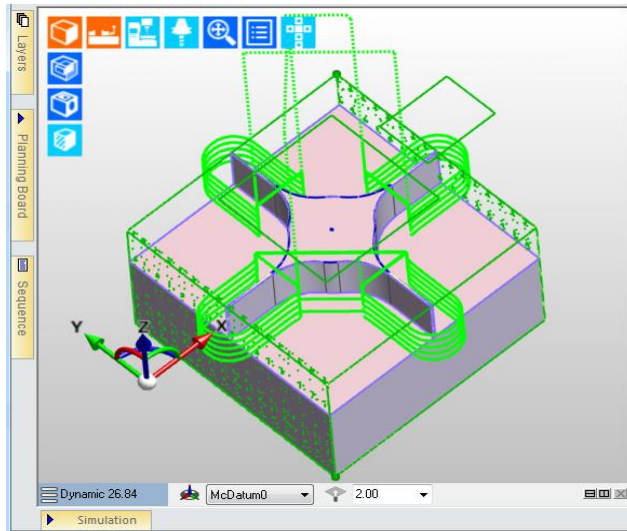 Layers
Planning Board
Sequence
Z
Y
X
Dynamic 26.84
McDatum0
2.00
Simulation